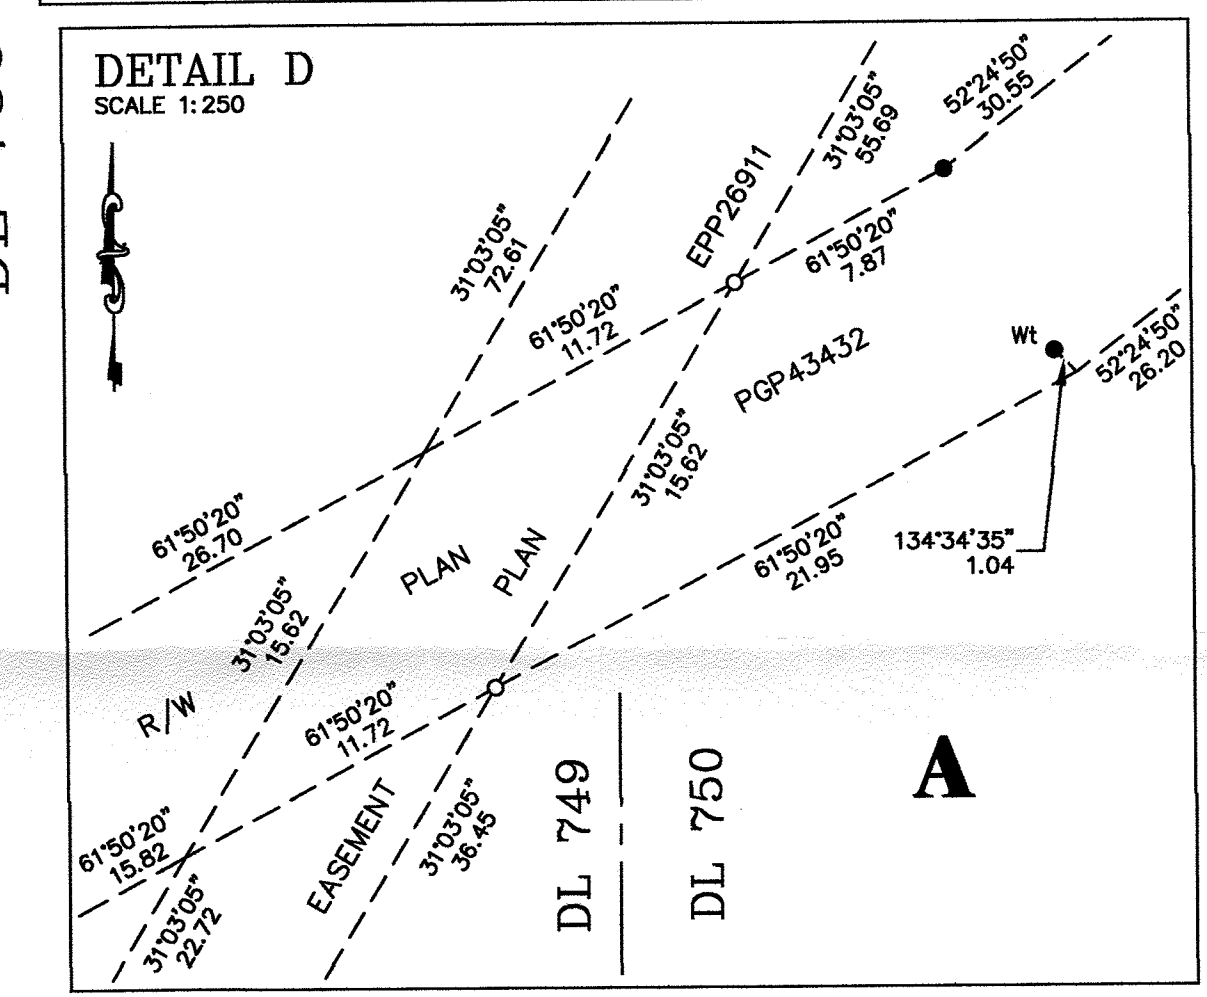 DETAIL D
SCALE 1:250
52°24'50"
30.55
31°03'05"
55.69
EPP26911
31°03'05"
72.61
61°50'20"
7.87
61°50'20"
11.72
Wt
52°24'50"
26.20
PGP43432
31°03'05"
15.62
61°50'20"
26.70
134°34'35"
1.04
61°50'20"
21.95
PLAN
PLAN
31°03'05"
15.62
R/W
61°50'20"
11.72
DL 749
DL 750
A
EASEMENT
31°03'05"
36.45
61°50'20"
15.82
31°03'05"
22.72